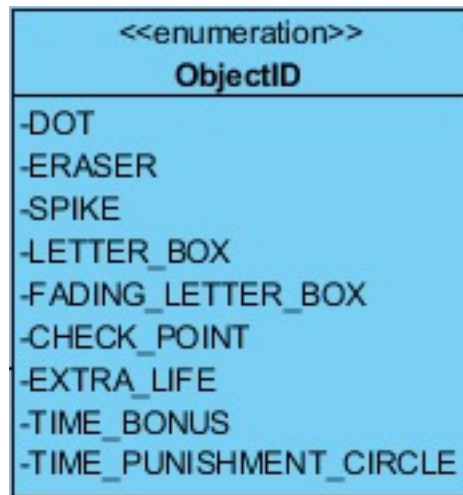 <<enumeration>>
ObjectID
-DOT
-ERASER
-SPIKE
-LETTER_BOX
-FADING_LETTER_BOX
-CHECK_POINT
-EXTRA_LIFE
-TIME_BONUS
-TIME_PUNISHMENT_CIRCLE